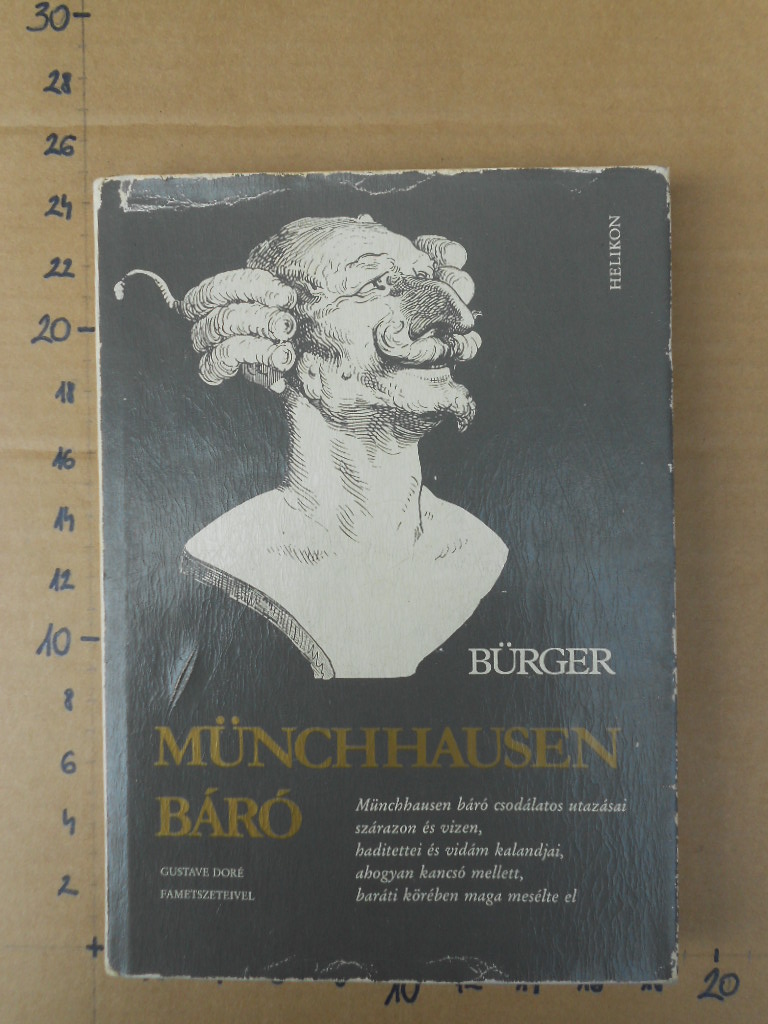 30
28
26
24
22
20
18
16
14
12
10
8
6
4
2
HELIKON
BÜRGER
MÜNCHHAUSEN
BÁRÓ
Münchhausen báró csodálatos utazásai
szárazon és vizen,
haditettei és vidám kalandjai,
ahogyan kancsó mellett,
baráti körében maga mesélte el
GUSTAVE DORÉ
FAMETSZETEIVEL
10
20